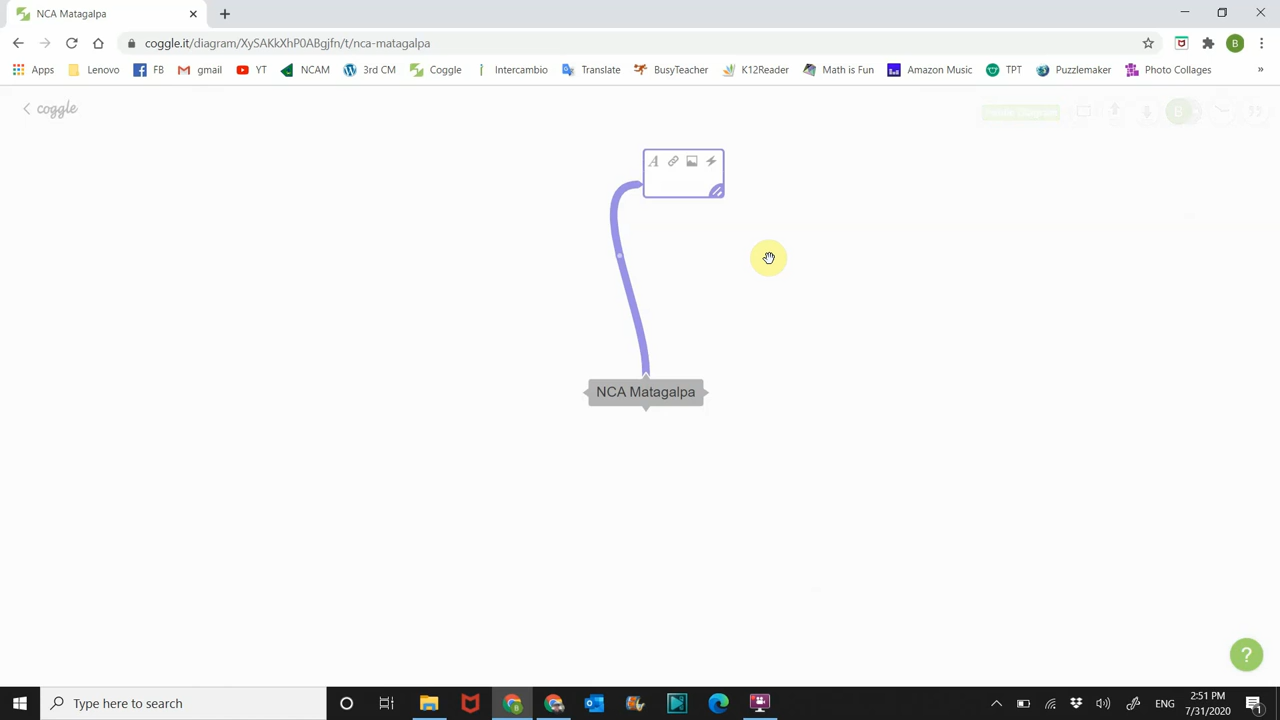 NCA Matagalpa
coggle.it/diagram/XySAKkXhP0ABgjfn/t/nca-matagalpa
B
Apps Lenovo FB gmail YT NCAM 3rd CM Coggle Intercambio Translate BusyTeacher K12Reader Math is Fun Amazon Music TPT Puzzlemaker Photo Collages »
coggle
B
A
NCA Matagalpa
?
Type here to search
ENG
2:51 PM
7/31/2020
1